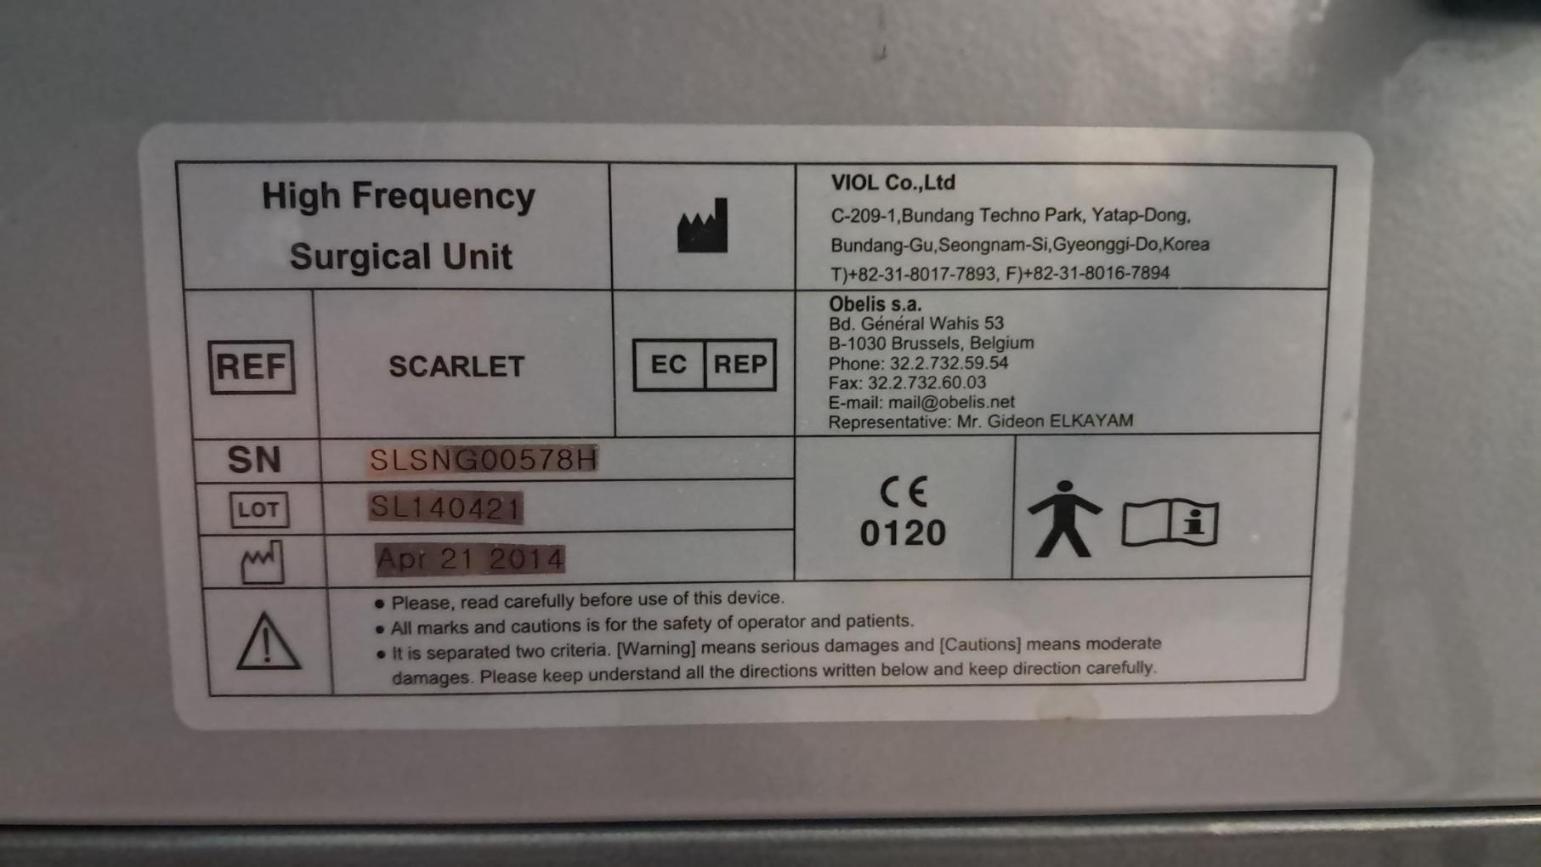 High Frequency
Surgical Unit
VIOL Co.,Ltd
C-209-1,Bundang Techno Park, Yatap-Dong,
Bundang-Gu,Seongnam-Si,Gyeonggi-Do,Korea
T)+82-31-8017-7893, F)+82-31-8016-7894
REF
SCARLET
EC REP
Obelis s.a.
Bd. Général Wahis 53
B-1030 Brussels, Belgium
Phone: 32.2.732.59.54
Fax: 32.2.732.60.03
E-mail: mail@obelis.net
Representative: Mr. Gideon ELKAYAM
SN
SLSNG00578H
LOT
SL140421
Apr 21 2014
CE
0120
i
!
• Please, read carefully before use of this device.
• All marks and cautions is for the safety of operator and patients.
• It is separated two criteria. [Warning] means serious damages and [Cautions] means moderate
damages. Please keep understand all the directions written below and keep direction carefully.